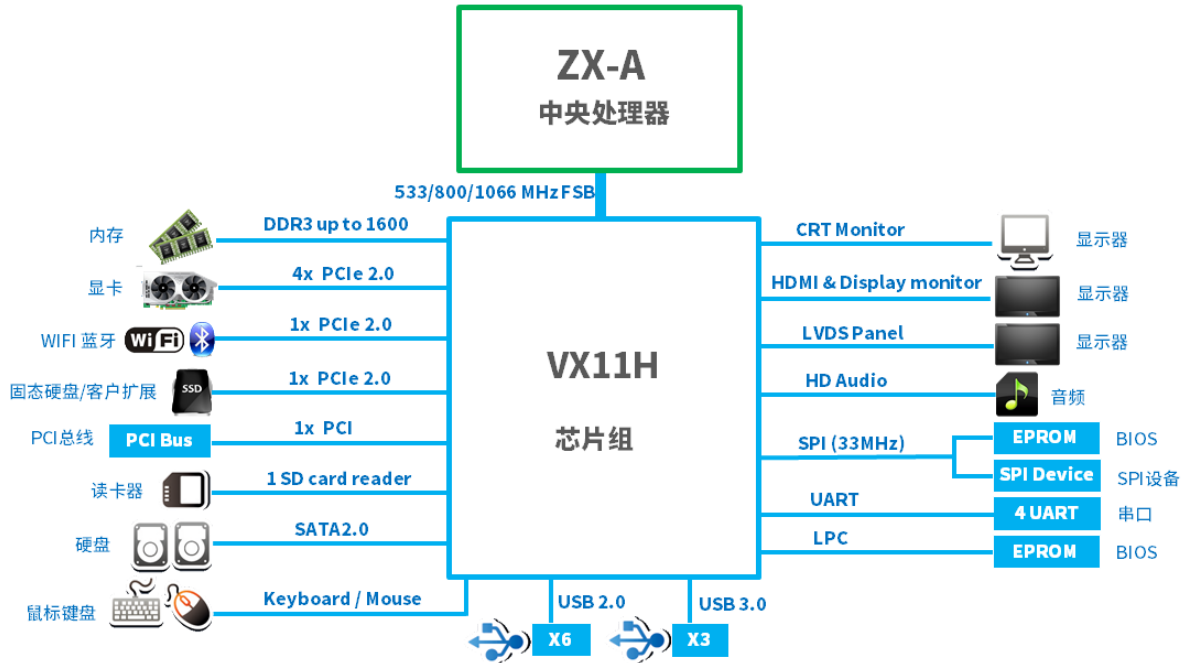 ZX-A
中央处理器
533/800/1066 MHz FSB
内存
DDR3 up to 1600
显卡
4x PCIe 2.0
WIFI 蓝牙
Wi Fi
1x PCIe 2.0
固态硬盘/客户扩展
SSD
1x PCIe 2.0
PCI总线
PCI Bus
1x PCI
读卡器
1 SD card reader
硬盘
SATA2.0
鼠标键盘
Keyboard / Mouse
VX11H
芯片组
CRT Monitor
显示器
HDMI & Display monitor
显示器
LVDS Panel
显示器
HD Audio
音频
SPI (33MHz)
EPROM
BIOS
SPI Device
SPI设备
UART
4 UART
串口
LPC
EPROM
BIOS
USB 2.0
X6
USB 3.0
X3